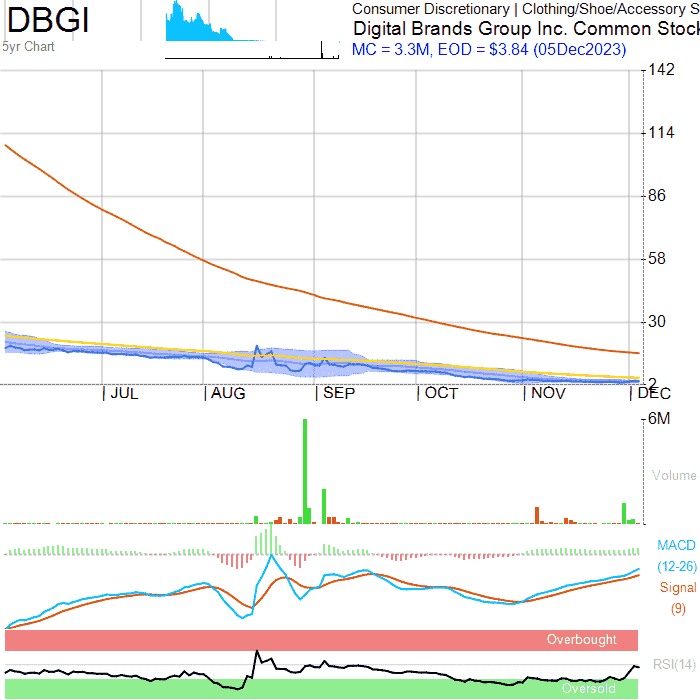 DBGI
Consumer Discretionary | Clothing/Shoe/Accessory S
Digital Brands Group Inc. Common Stock
5yr Chart
MC = 3.3M, EOD = $3.84 (05Dec2023)
142
114
86
58
30
2
JUL AUG SEP OCT NOV DEC
6M
Volume
MACD
(12-26)
Signal
(9)
Overbought
RSI(14)
Oversold